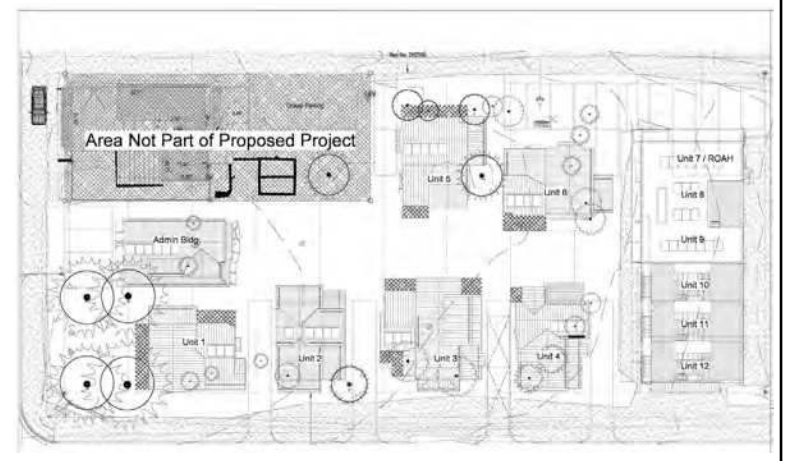 Area Not Part of Proposed Project
Unit 5
Unit 6
Unit 7 / ROAH
Unit 8
Unit 9
Admin Bldg.
Unit 10
Unit 11
Unit 12
Unit 1
Unit 2
Unit 3
Unit 4